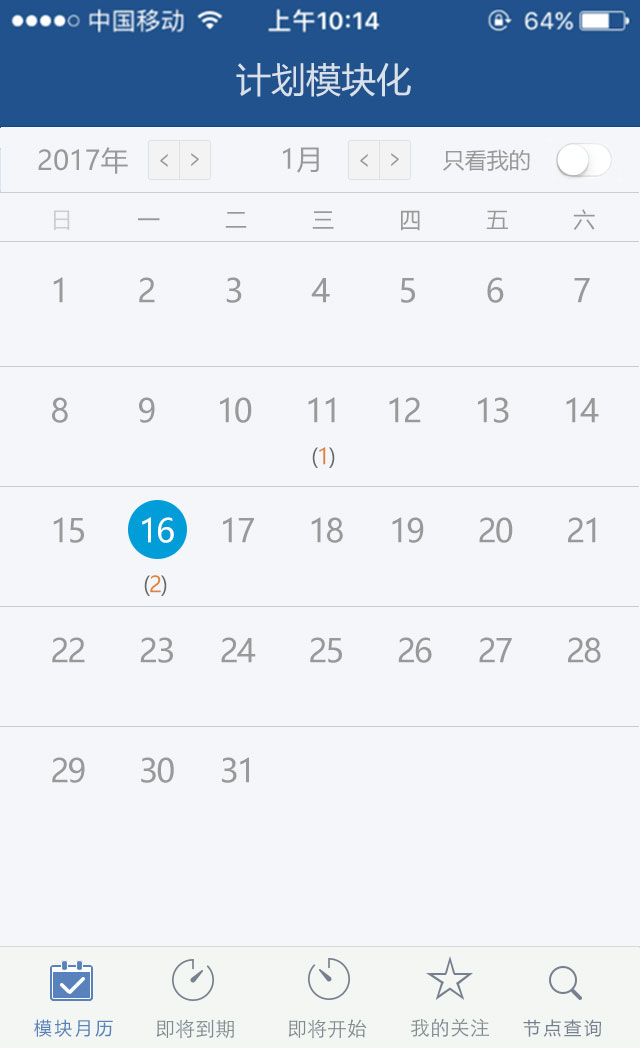 中国移动 上午10:14 64%
计划模块化
2017年 < > 1月 < > 只看我的
日 一 二 三 四 五 六
1 2 3 4 5 6 7
8 9 10 11 12 13 14
(1)
15 16 17 18 19 20 21
(2)
22 23 24 25 26 27 28
29 30 31
模块月历 即将到期 即将开始 我的关注 节点查询